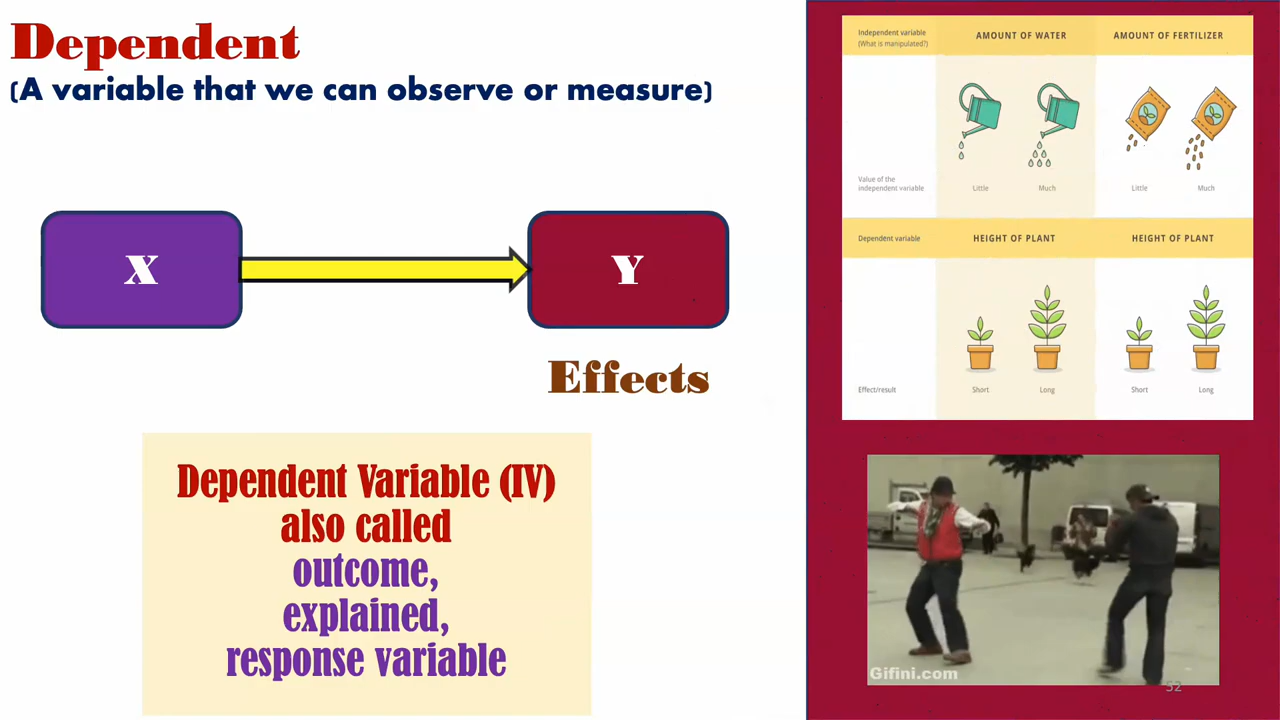 Dependent
(A variable that we can observe or measure)
X
Y
Effects
Dependent Variable (IV)
also called
outcome,
explained,
response variable
Independent variable
(What is manipulated?)
AMOUNT OF WATER
AMOUNT OF FERTILIZER
Value of the
independent variable
Little
Much
Little
Much
Dependent variable
HEIGHT OF PLANT
HEIGHT OF PLANT
Effect/result
Short
Long
Short
Long
Gifini.com
52